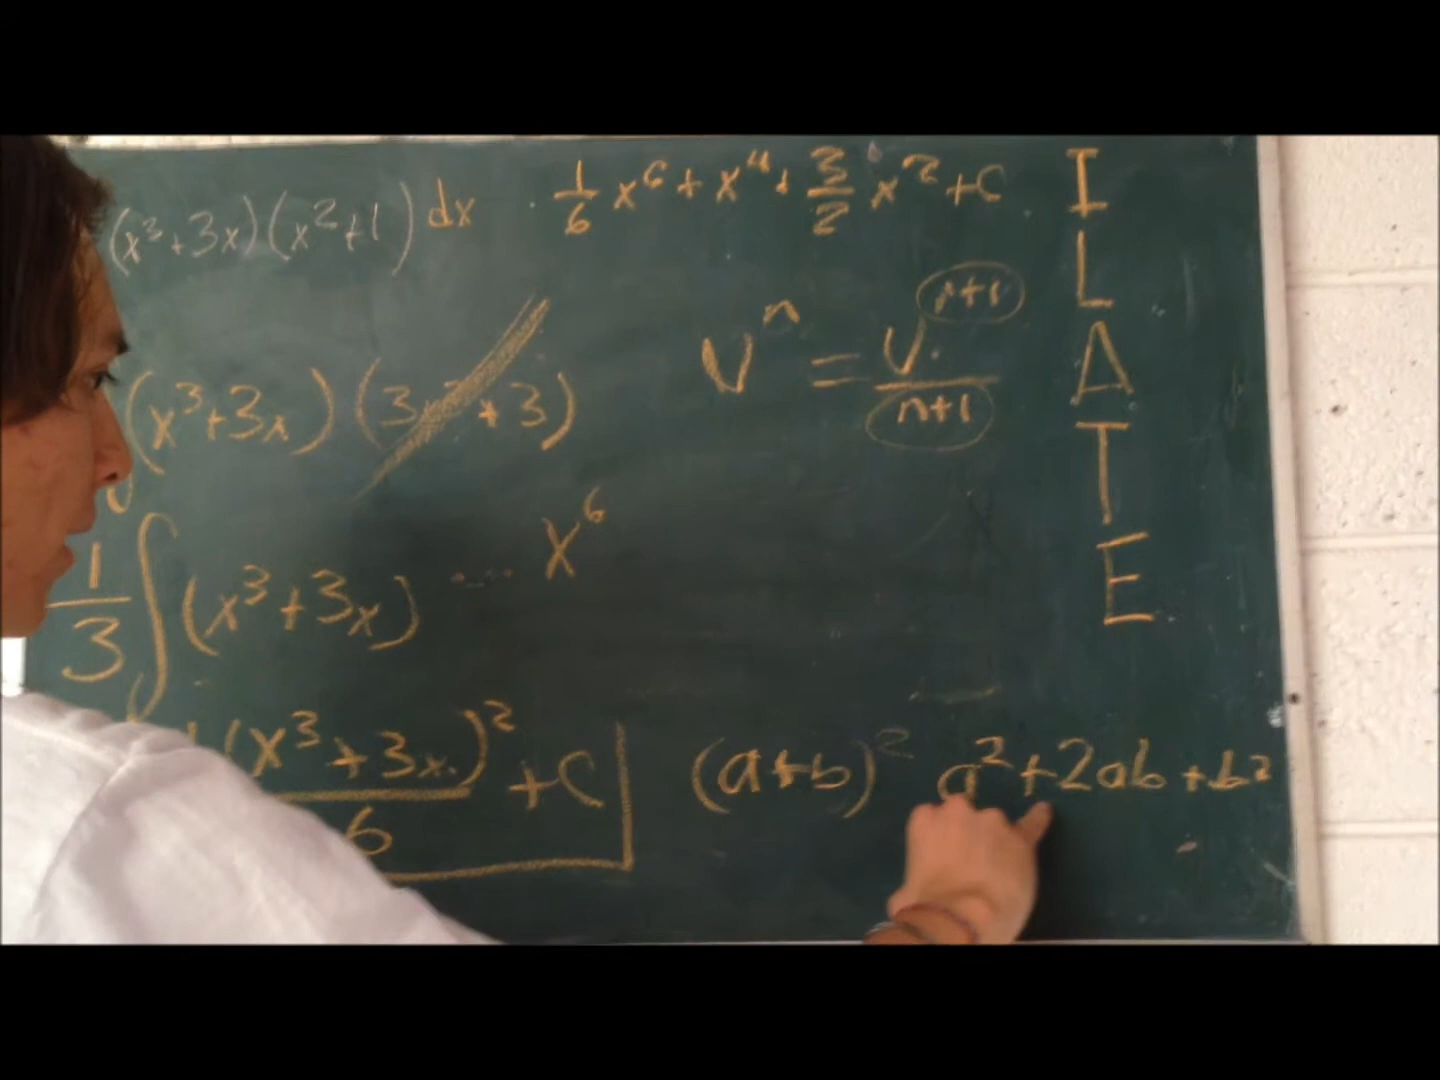 (x³+3x)(x²+1) dx
1/6 x⁶ + x⁴ + 3/2 x² + C
(x³+3x)(3x²+3)
vⁿ = vⁿ⁺¹/n+1
1/3 ∫(x³+3x)
x⁶
(x³+3x)²/6 + C
(a+b)² a²+2ab+b²
I
L
A
T
E